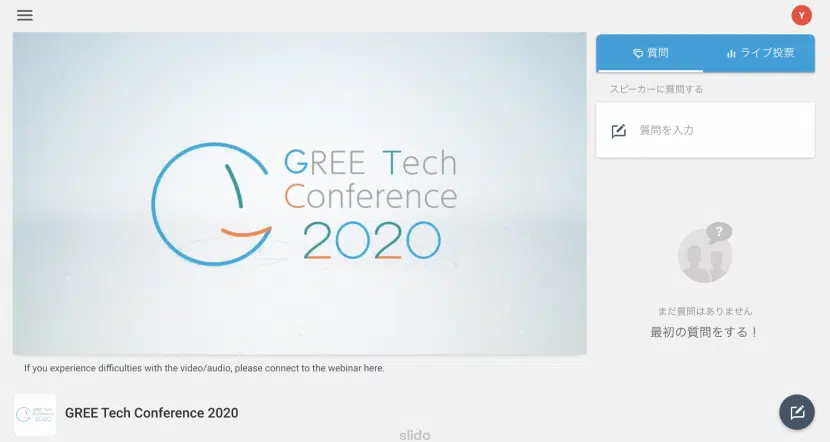 Y
GREE Tech
Conference
2020
質問
ライブ投票
スピーカーに質問する
質問を入力
?
まだ質問はありません
最初の質問をする！
If you experience difficulties with the video/audio, please connect to the webinar here.
GREE Tech
Conference
2020
GREE Tech Conference 2020
slido